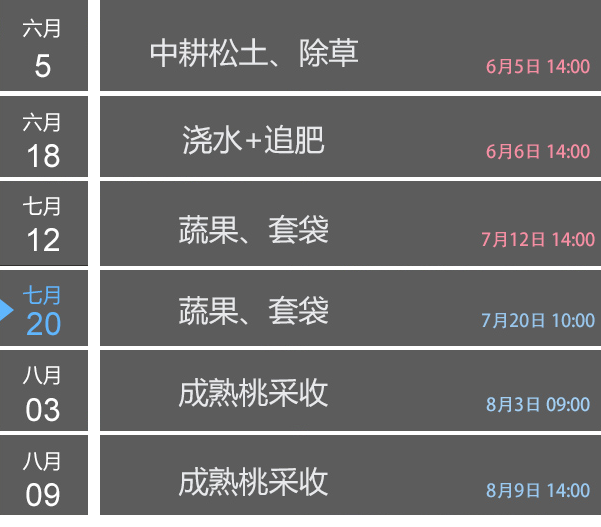 六月
5
中耕松土、除草
6月5日 14:00
六月
18
浇水+追肥
6月6日 14:00
七月
12
蔬果、套袋
7月12日 14:00
七月
20
蔬果、套袋
7月20日 10:00
八月
03
成熟桃采收
8月3日 09:00
八月
09
成熟桃采收
8月9日 14:00